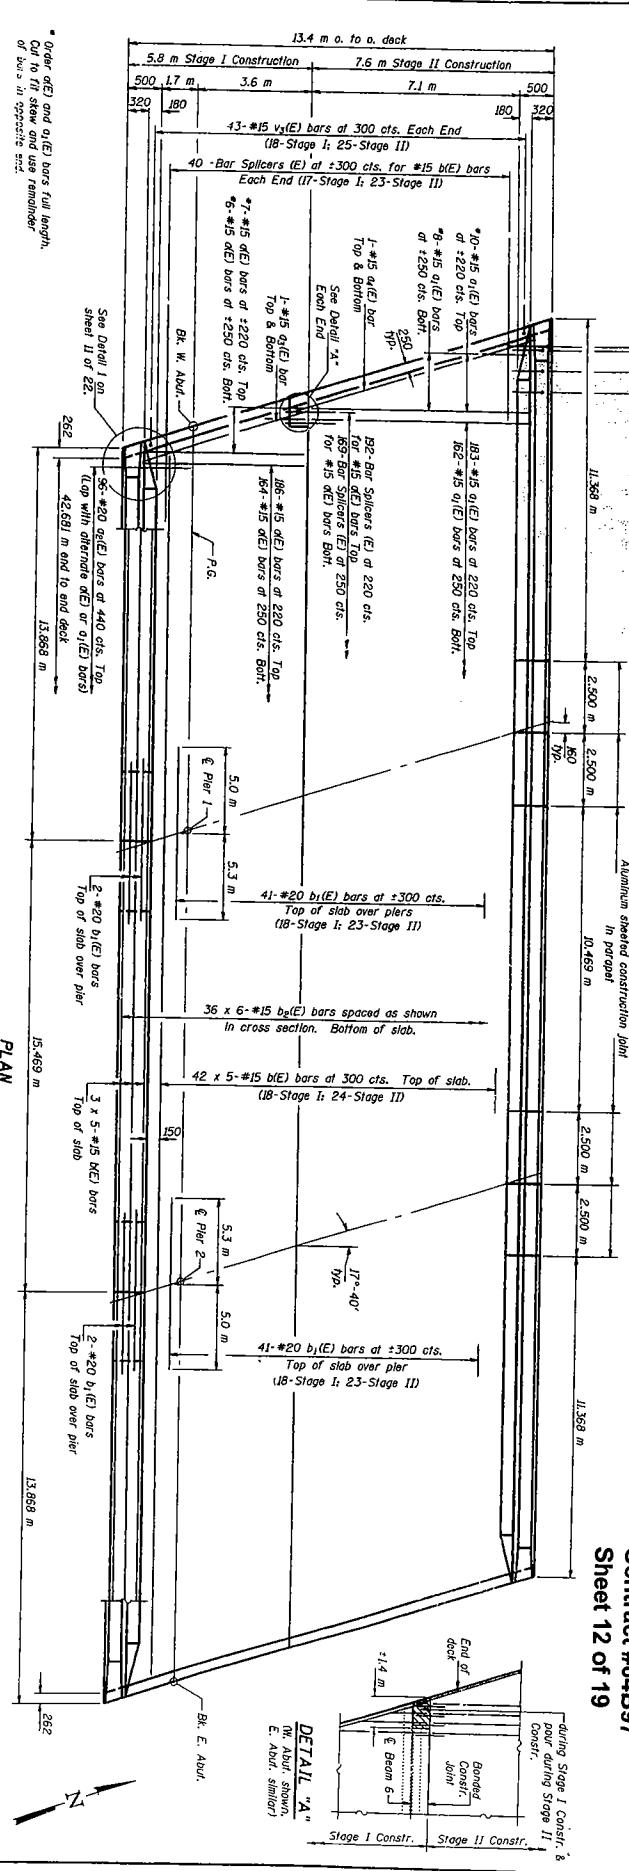 13.4 m o. to o. deck
5.8 m Stage I Construction
7.6 m Stage II Construction
500
1.7 m
3.6 m
7.1 m
500
320
180
180
320
43-#15 v3(E) bars at 300 cts. Each End
(18-Stage I; 25-Stage II)
40 -Bar Splicers (E) at ±300 cts. for #15 b(E) bars
Each End (17-Stage I; 23-Stage II)
* Order a(E) and a1(E) bars full length.
Cut to fit skew and use remainder
of bars in opposite end.
*7-#15 a(E) bars at ±220 cts. Top
*6-#15 a(E) bars at ±250 cts. Bott.
*10-#15 a1(E) bars
at ±220 cts. Top
*8-#15 a1(E) bars
at ±250 cts. Bott.
1-#15 a4(E) bar
Top & Bottom
250
typ.
See Detail "A"
Each End
1-#15 a3(E) bar
Top & Bottom
Bk. W. Abut.
See Detail 1 on
sheet 11 of 22.
262
11.368 m
183-#15 a1(E) bars at 220 cts. Top
162-#15 a1(E) bars at 250 cts. Bott.
192-Bar Splicers (E) at 220 cts.
for #15 a(E) bars Top
169-Bar Splicers (E) at 250 cts.
for #15 a(E) bars Bott.
186-#15 a(E) bars at 220 cts. Top
164-#15 a(E) bars at 250 cts. Bott.
P.G.
96-#20 a2(E) bars at 440 cts. Top
(Lap with alternate a(E) or a1(E) bars)
42.681 m end to end deck
13.868 m
2.500 m
160
typ.
2.500 m
5.0 m
℄ Pier 1
5.3 m
Aluminum sheeted construction joint
in parapet
10.469 m
41-#20 b1(E) bars at ±300 cts.
Top of slab over piers
(18-Stage I; 23-Stage II)
2-#20 b1(E) bars
Top of slab over pier
36 x 6-#15 b2(E) bars spaced as shown
in cross section. Bottom of slab.
15.469 m
PLAN
42 x 5-#15 b(E) bars at 300 cts. Top of slab.
(18-Stage I; 24-Stage II)
3 x 5-#15 b(E) bars
Top of slab
150
2.500 m
2.500 m
5.3 m
℄ Pier 2
5.0 m
17°-40'
typ.
41-#20 b1(E) bars at ±300 cts.
Top of slab over pier
(18-Stage I; 23-Stage II)
2-#20 b1(E) bars
Top of slab over pier
11.368 m
13.868 m
Sheet 12 of 19
Bk. E. Abut.
262
End of
deck
±1.4 m
during Stage I Constr. &
pour during Stage II
Constr.
Bonded
Constr.
Joint
℄ Beam 6
Stage I Constr.
Stage II Constr.
DETAIL "A"
(W. Abut. shown,
E. Abut. similar)
N